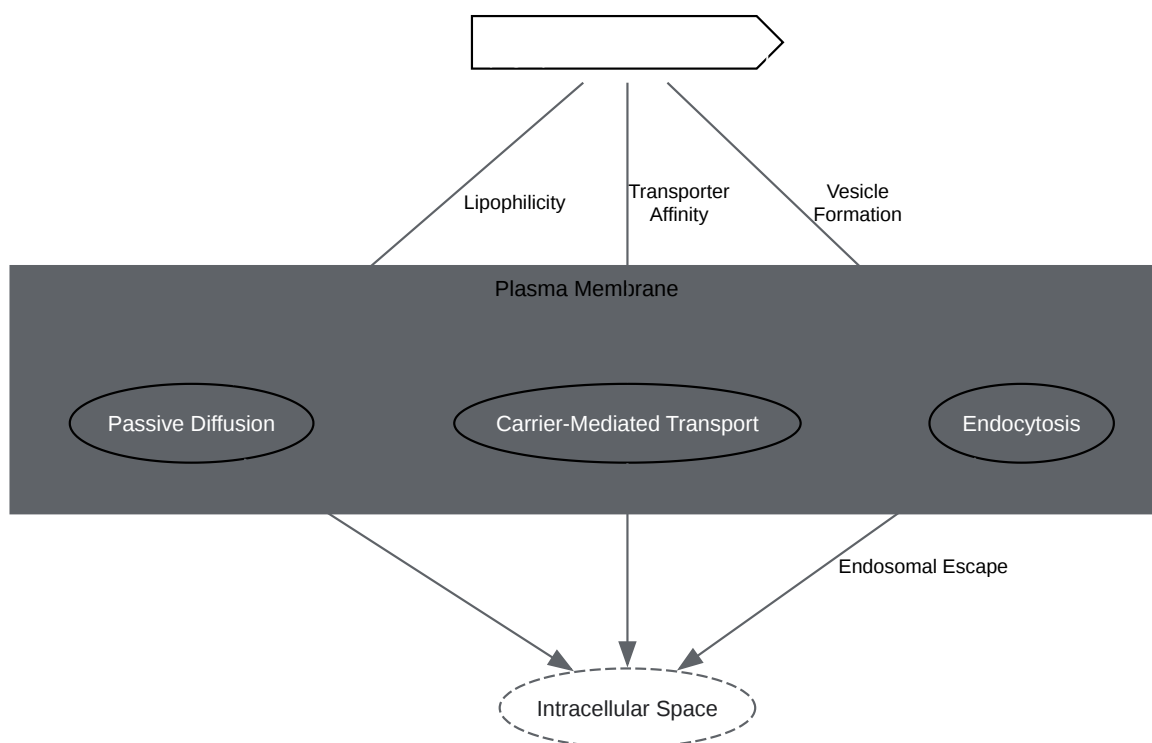 Lipophilicity
Transporter
Affinity
Vesicle
Formation
Plasma Membrane
Passive Diffusion
Carrier-Mediated Transport
Endocytosis
Endosomal Escape
Intracellular Space